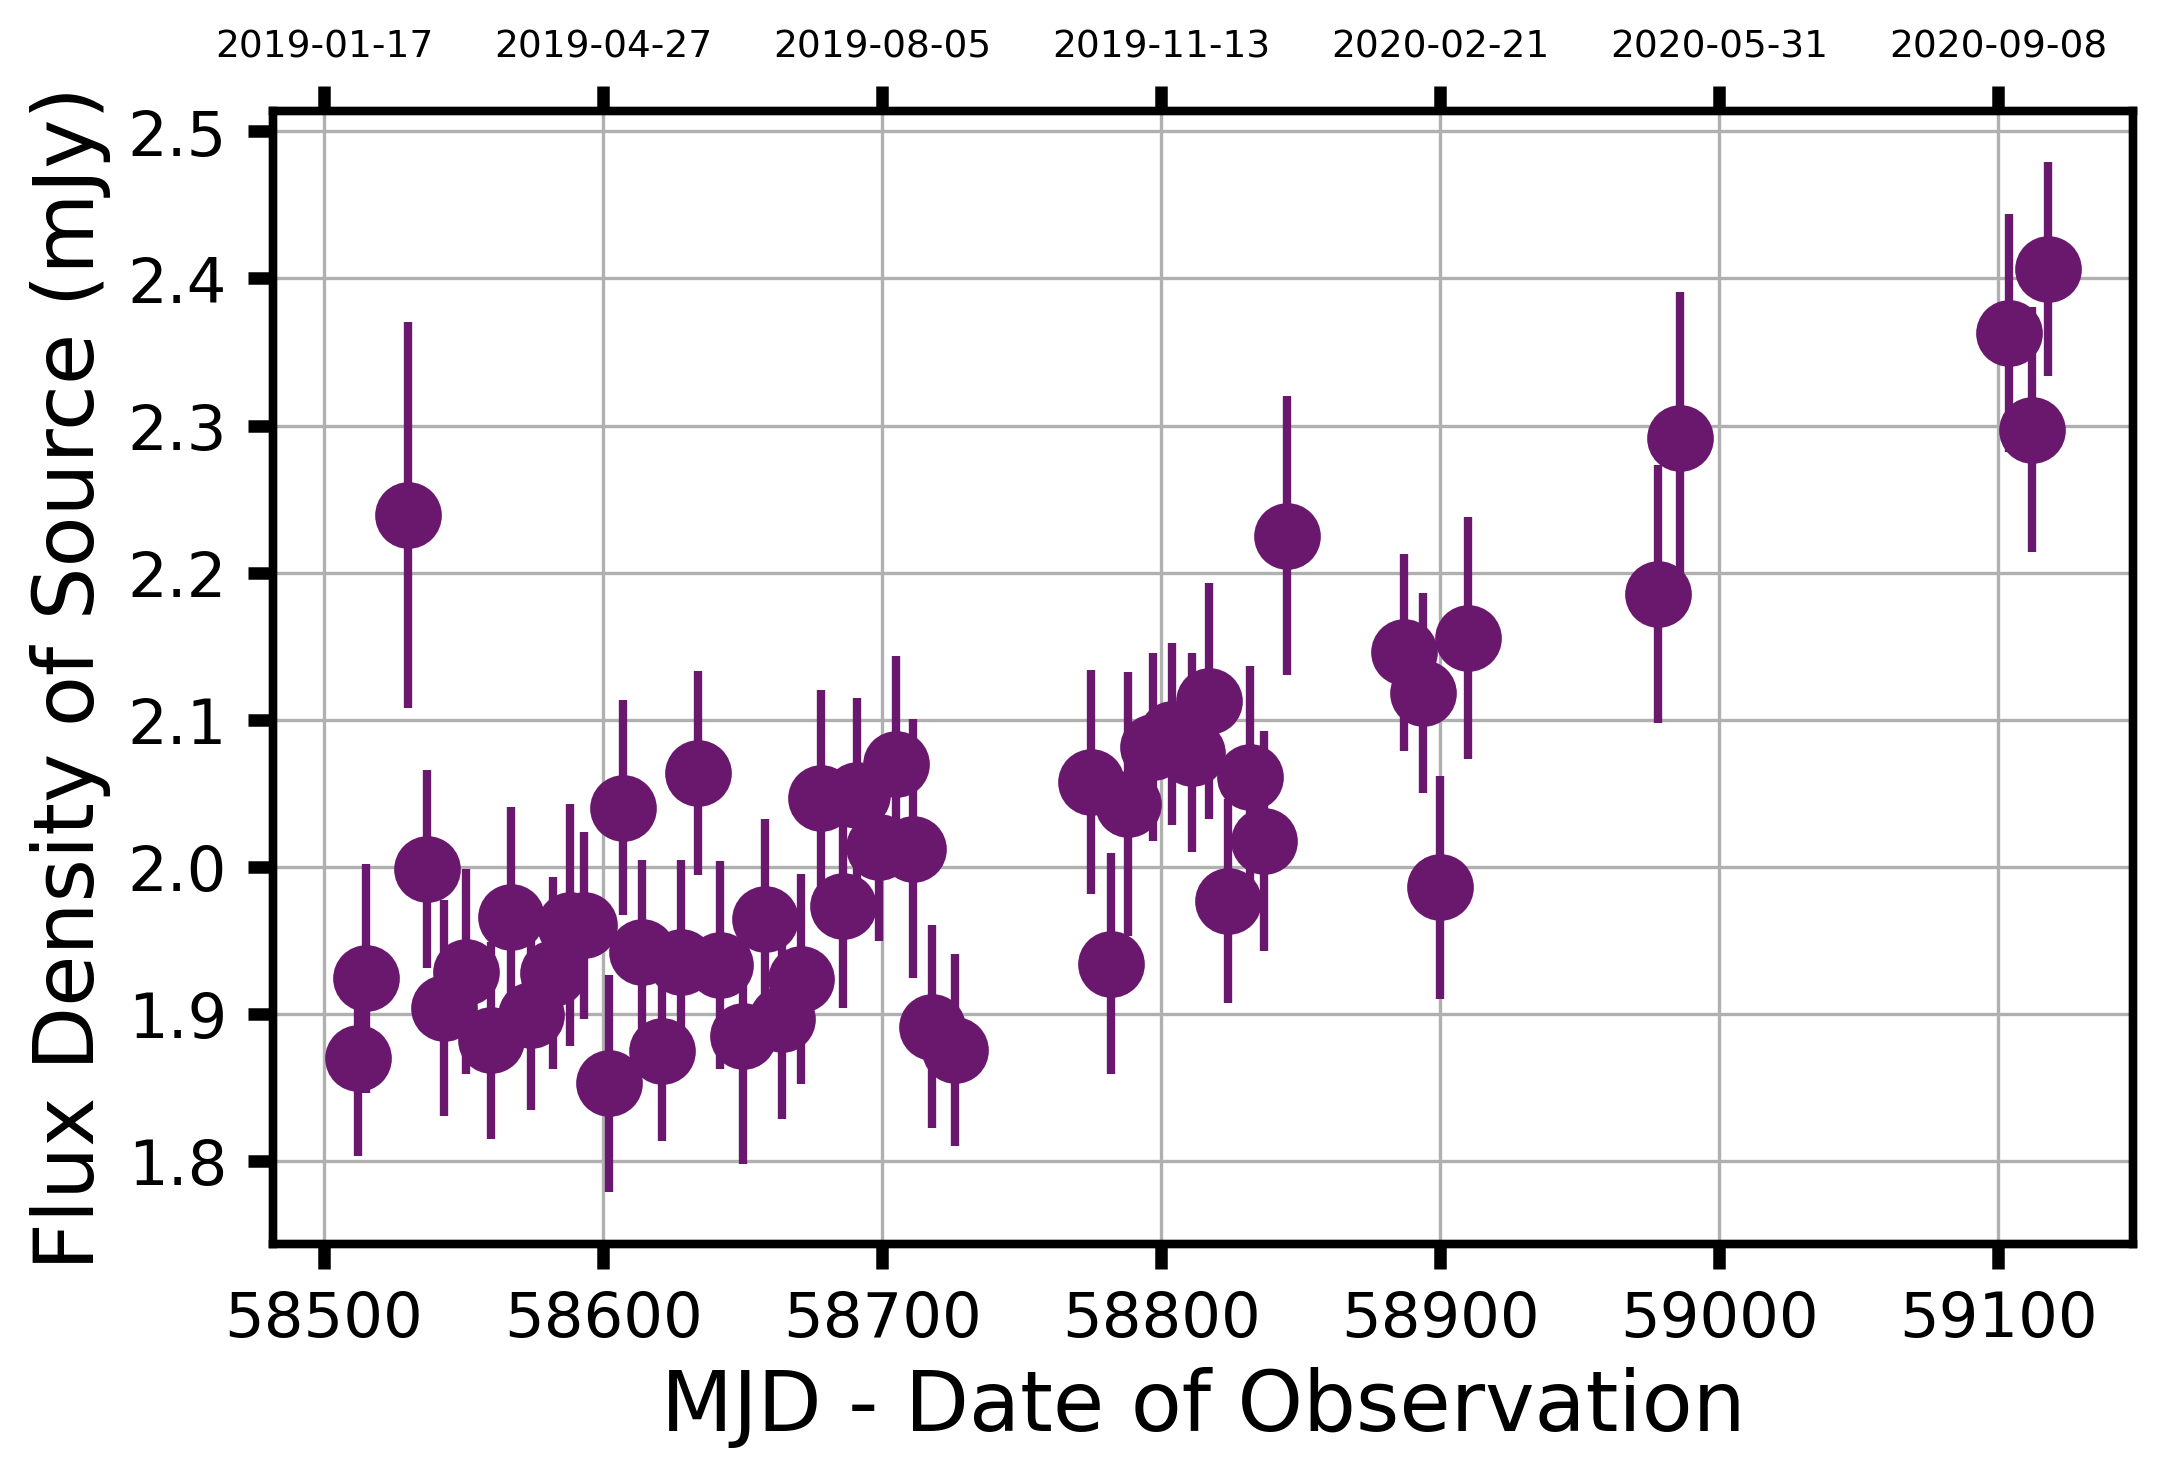 2019-01-17 2019-04-27 2019-08-05 2019-11-13 2020-02-21 2020-05-31 2020-09-08
Flux Density of Source (mJy)
2.5
2.4
2.3
2.2
2.1
2.0
1.9
1.8
58500 58600 58700 58800 58900 59000 59100
MJD - Date of Observation